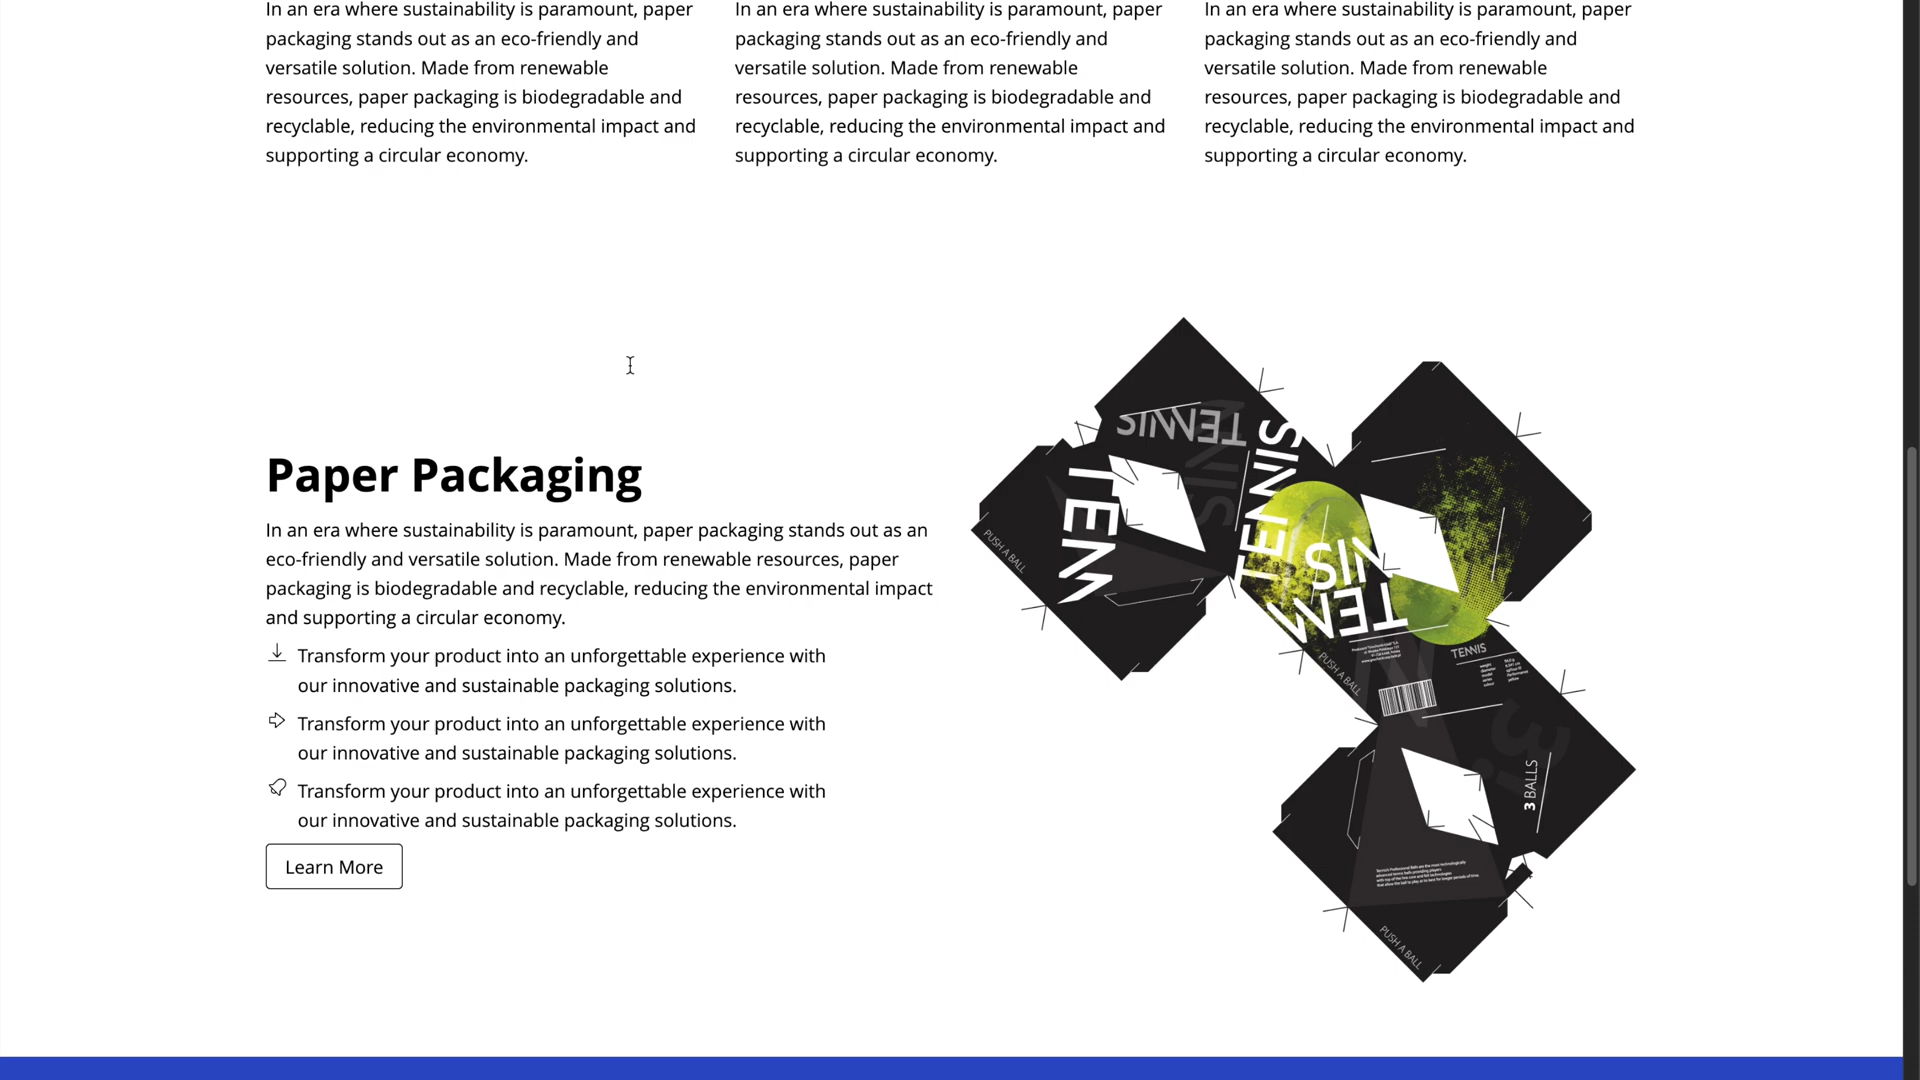 In an era where sustainability is paramount, paper
packaging stands out as an eco-friendly and
versatile solution. Made from renewable
resources, paper packaging is biodegradable and
recyclable, reducing the environmental impact and
supporting a circular economy.
In an era where sustainability is paramount, paper
packaging stands out as an eco-friendly and
versatile solution. Made from renewable
resources, paper packaging is biodegradable and
recyclable, reducing the environmental impact and
supporting a circular economy.
In an era where sustainability is paramount, paper
packaging stands out as an eco-friendly and
versatile solution. Made from renewable
resources, paper packaging is biodegradable and
recyclable, reducing the environmental impact and
supporting a circular economy.
Paper Packaging
In an era where sustainability is paramount, paper packaging stands out as an
eco-friendly and versatile solution. Made from renewable resources, paper
packaging is biodegradable and recyclable, reducing the environmental impact
and supporting a circular economy.
Transform your product into an unforgettable experience with
our innovative and sustainable packaging solutions.
Transform your product into an unforgettable experience with
our innovative and sustainable packaging solutions.
Transform your product into an unforgettable experience with
our innovative and sustainable packaging solutions.
Learn More
TENNIS
TENNIS
PUSH A BALL
PUSH A BALL
TENNIS
3 BALLS
PUSH A BALL